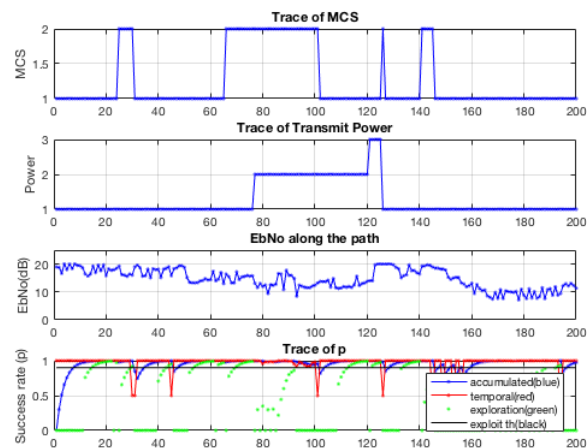 Trace of MCS
2
1.5
1
MCS
0 20 40 60 80 100 120 140 160 180 200
Trace of Transmit Power
3
2
1
Power
0 20 40 60 80 100 120 140 160 180 200
EbNo along the path
20
10
0
EbNo(dB)
0 20 40 60 80 100 120 140 160 180 200
Trace of p
1
0.5
0
Success rate (p)
accumulated(blue)
temporal(red)
exploration(green)
exploit th(black)
0 20 40 60 80 100 120 140 160 180 200